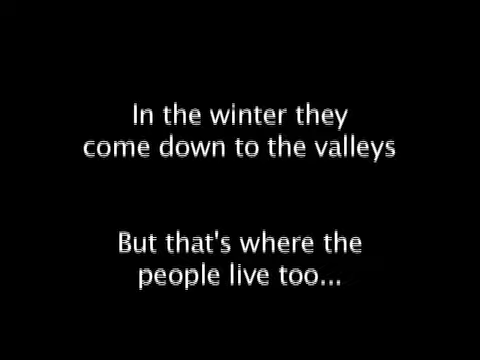 In the winter they
come down to the valleys
But that's where the
people live too...